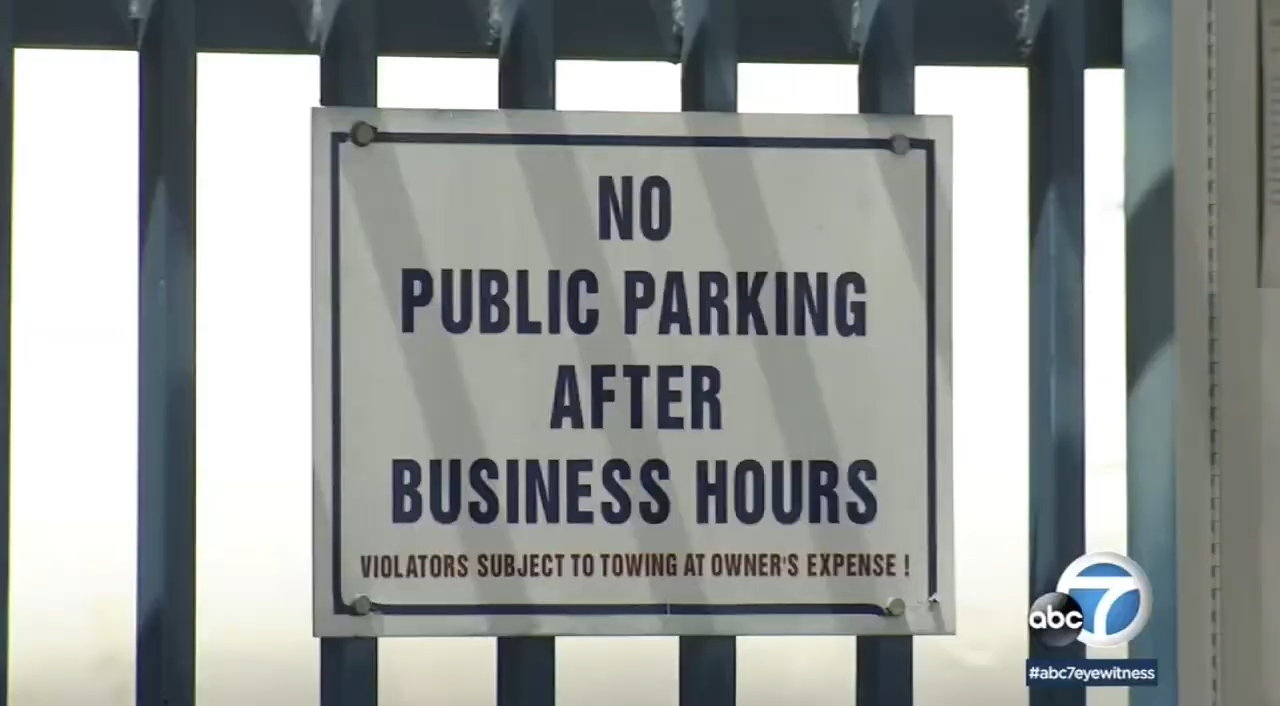 NO
PUBLIC PARKING
AFTER
BUSINESS HOURS
VIOLATORS SUBJECT TO TOWING AT OWNER'S EXPENSE !
abc 7
#abc7eyewitness